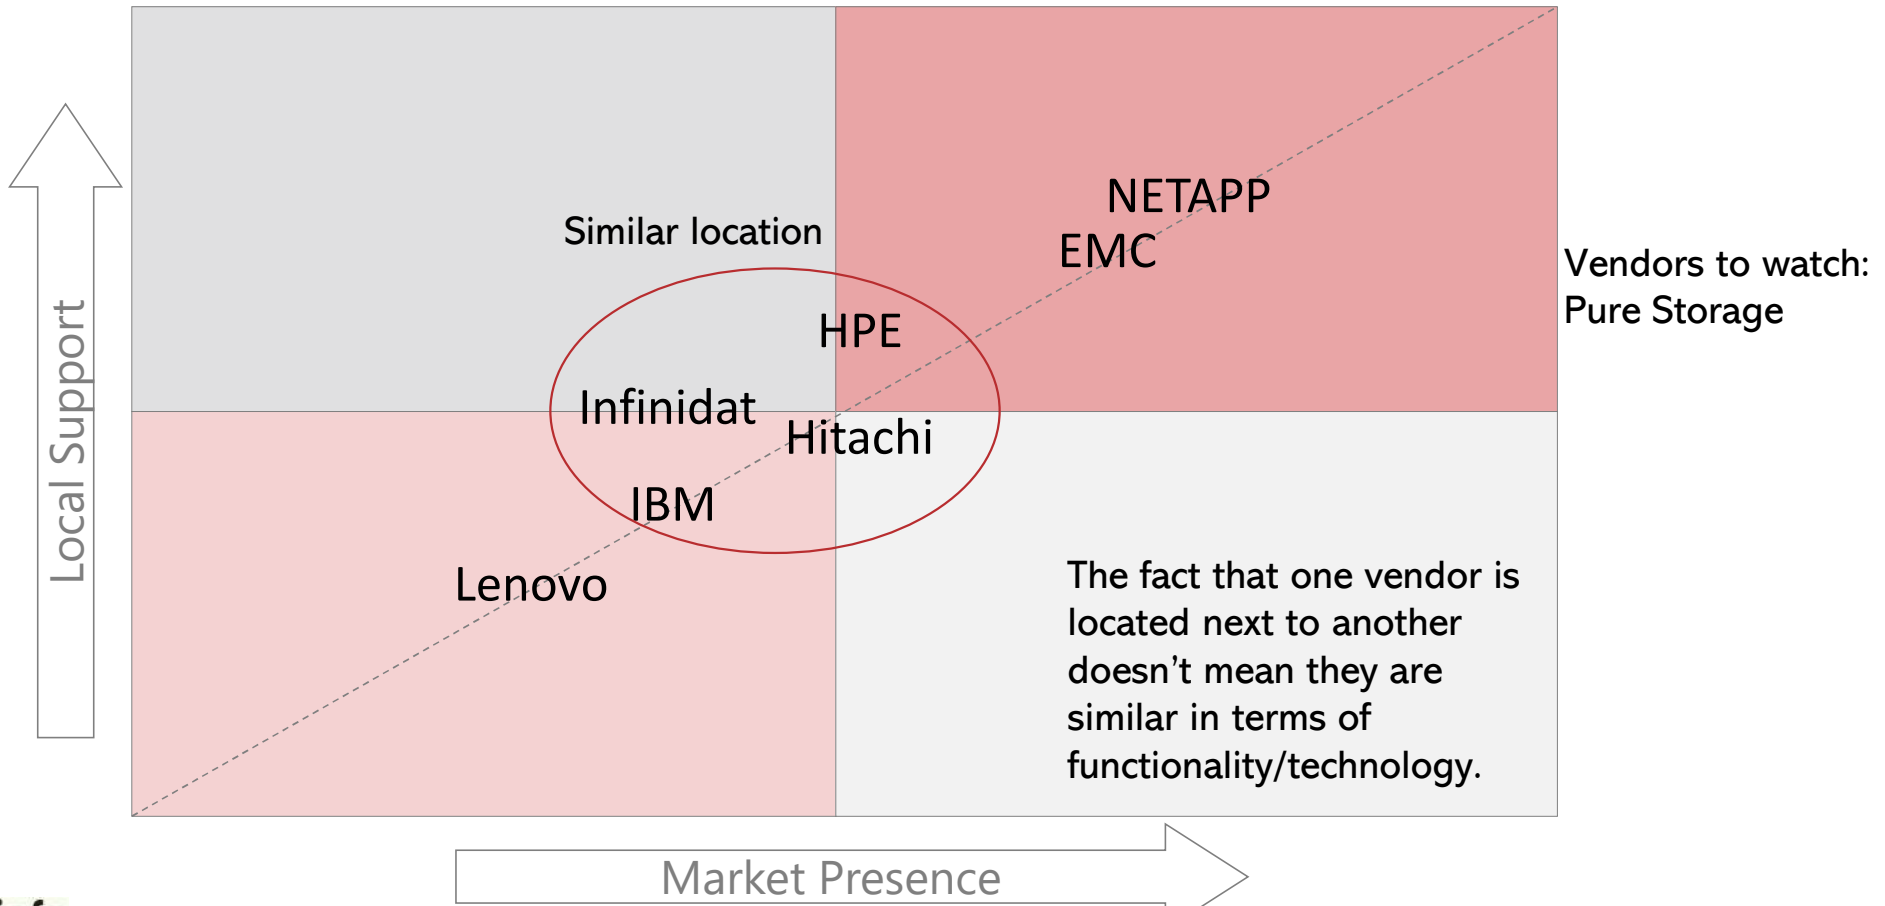 NETAPP
Similar location
EMC
Vendors to watch:
Pure Storage
HPE
Infinidat
Hitachi
IBM
Lenovo
The fact that one vendor is
located next to another
doesn’t mean they are
similar in terms of
functionality/technology.
Local Support
Market Presence